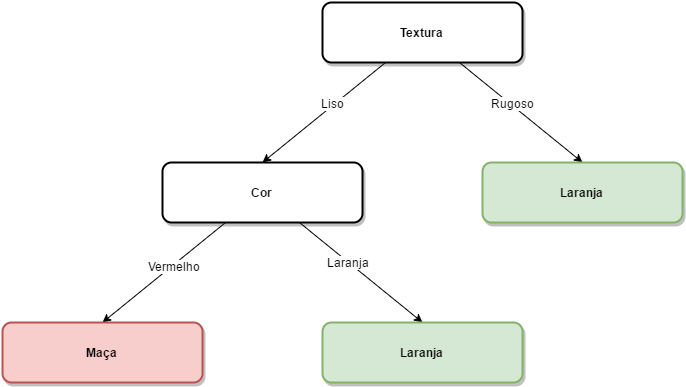 Textura
Liso
Rugoso
Cor
Laranja
Vermelho
Laranja
Maça
Laranja